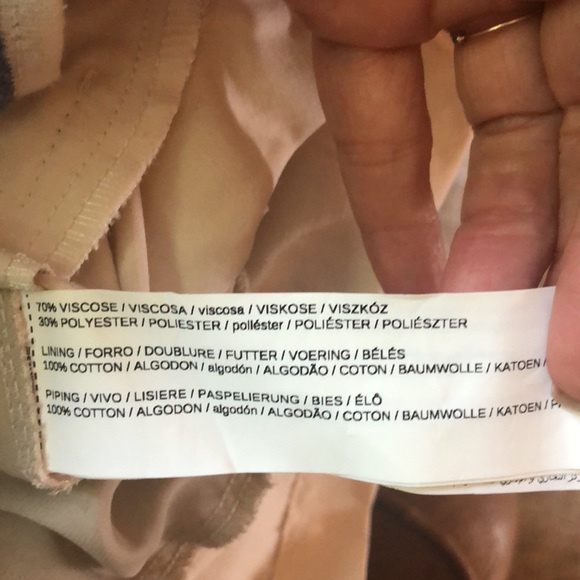 70% VISCOSE / VISCOSA / viscosa / VISKOSE / VISZKÓZ
30% POLYESTER / POLIESTER / poliéster / POLIÉSTER / POLIÉSZTER
LINING / FORRO / DOUBLURE / FUTTER / VOERING / BÉLÉS
100% COTTON / ALGODON / algodón / ALGODÃO / COTON / BAUMWOLLE / KATOEN /
PIPING / VIVO / LISIERE / PASPELIERUNG / BIES / ÉLÕ
100% COTTON / ALGODON / algodón / ALGODÃO / COTON / BAUMWOLLE / KATOEN /